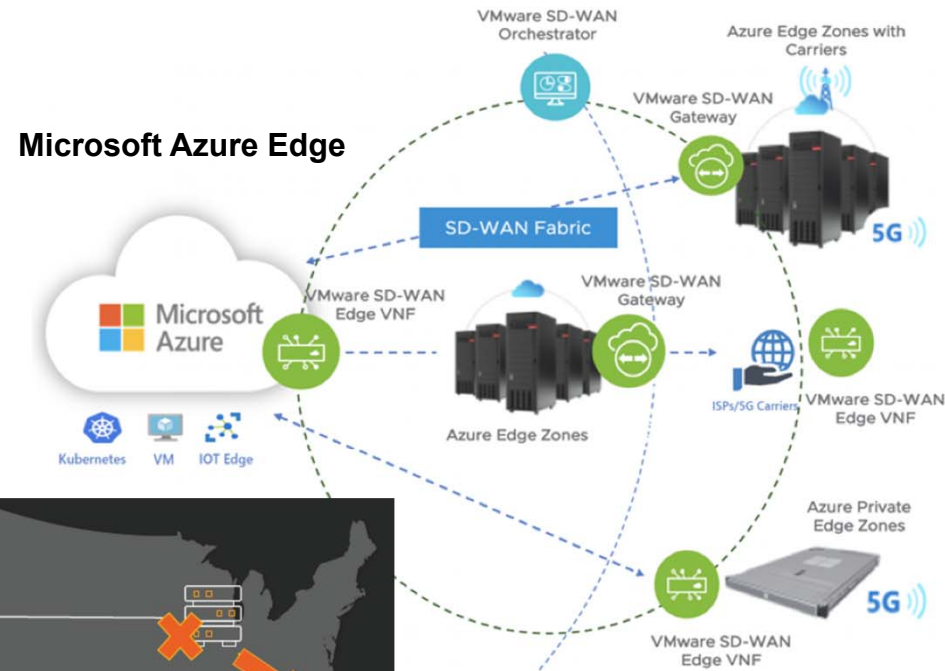 VMware SD-WAN
Orchestrator
Azure Edge Zones with
Carriers
VMware SD-WAN
Gateway
Microsoft Azure Edge
5G
SD-WAN Fabric
VMware SD-WAN
Edge VNF
VMware SD-WAN
Gateway
Microsoft
Azure
ISPs/5G Carriers
VMware SD-WAN
Edge VNF
Azure Edge Zones
Kubernetes
VM
IOT Edge
Azure Private
Edge Zones
5G
VMware SD-WAN
Edge VNF